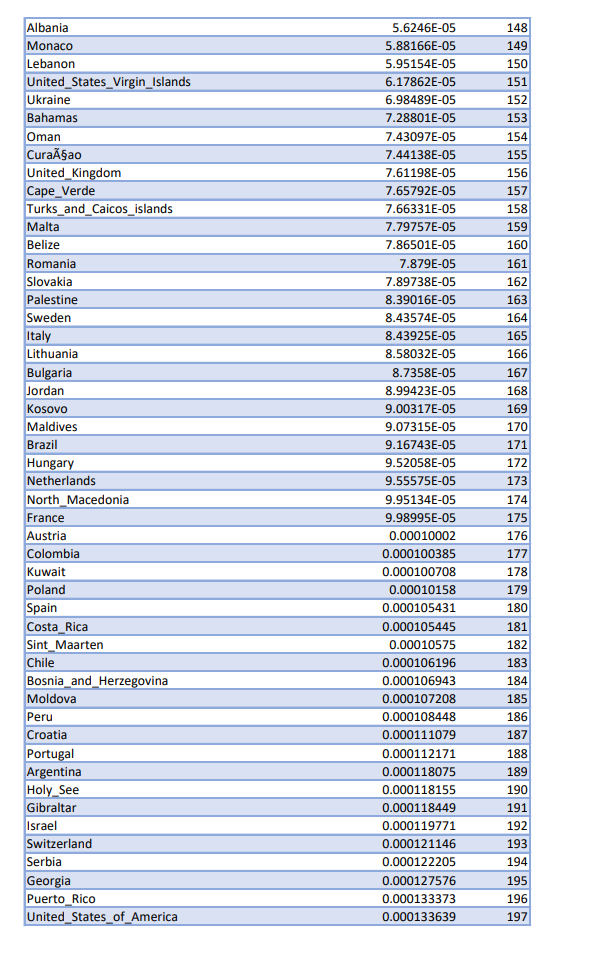 Albania 5.6246E-05 148
Monaco 5.88166E-05 149
Lebanon 5.95154E-05 150
United_States_Virgin_Islands 6.17862E-05 151
Ukraine 6.98489E-05 152
Bahamas 7.28801E-05 153
Oman 7.43097E-05 154
CuraÃ§ao 7.44138E-05 155
United_Kingdom 7.61198E-05 156
Cape_Verde 7.65792E-05 157
Turks_and_Caicos_islands 7.66331E-05 158
Malta 7.79757E-05 159
Belize 7.86501E-05 160
Romania 7.879E-05 161
Slovakia 7.89738E-05 162
Palestine 8.39016E-05 163
Sweden 8.43574E-05 164
Italy 8.43925E-05 165
Lithuania 8.58032E-05 166
Bulgaria 8.7358E-05 167
Jordan 8.99423E-05 168
Kosovo 9.00317E-05 169
Maldives 9.07315E-05 170
Brazil 9.16743E-05 171
Hungary 9.52058E-05 172
Netherlands 9.55575E-05 173
North_Macedonia 9.95134E-05 174
France 9.98995E-05 175
Austria 0.00010002 176
Colombia 0.000100385 177
Kuwait 0.000100708 178
Poland 0.00010158 179
Spain 0.000105431 180
Costa_Rica 0.000105445 181
Sint_Maarten 0.00010575 182
Chile 0.000106196 183
Bosnia_and_Herzegovina 0.000106943 184
Moldova 0.000107208 185
Peru 0.000108448 186
Croatia 0.000111079 187
Portugal 0.000112171 188
Argentina 0.000118075 189
Holy_See 0.000118155 190
Gibraltar 0.000118449 191
Israel 0.000119771 192
Switzerland 0.000121146 193
Serbia 0.000122205 194
Georgia 0.000127576 195
Puerto_Rico 0.000133373 196
United_States_of_America 0.000133639 197